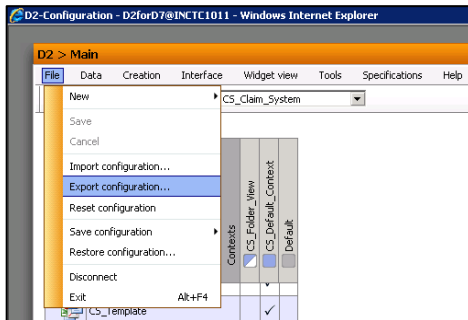 D2-Configuration - D2forD7@INCTC1011 - Windows Internet Explorer
D2 > Main
File Data Creation Interface Widget view Tools Specifications Help
New CS_Claim_System
Save
Cancel
Import configuration...
Export configuration...
Reset configuration
Save configuration
Restore configuration...
Disconnect
Exit Alt+F4
Contexts
CS_Folder_View
CS_Default_Context
Default
CS_Template